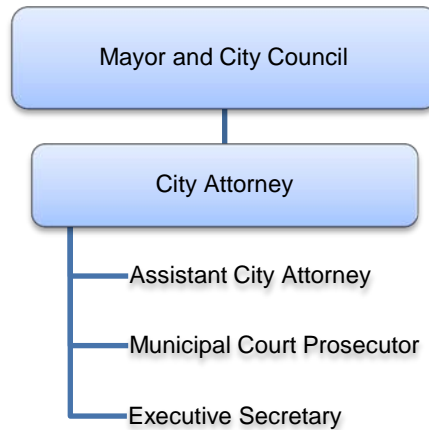 Mayor and City Council
City Attorney
Assistant City Attorney
Municipal Court Prosecutor
Executive Secretary